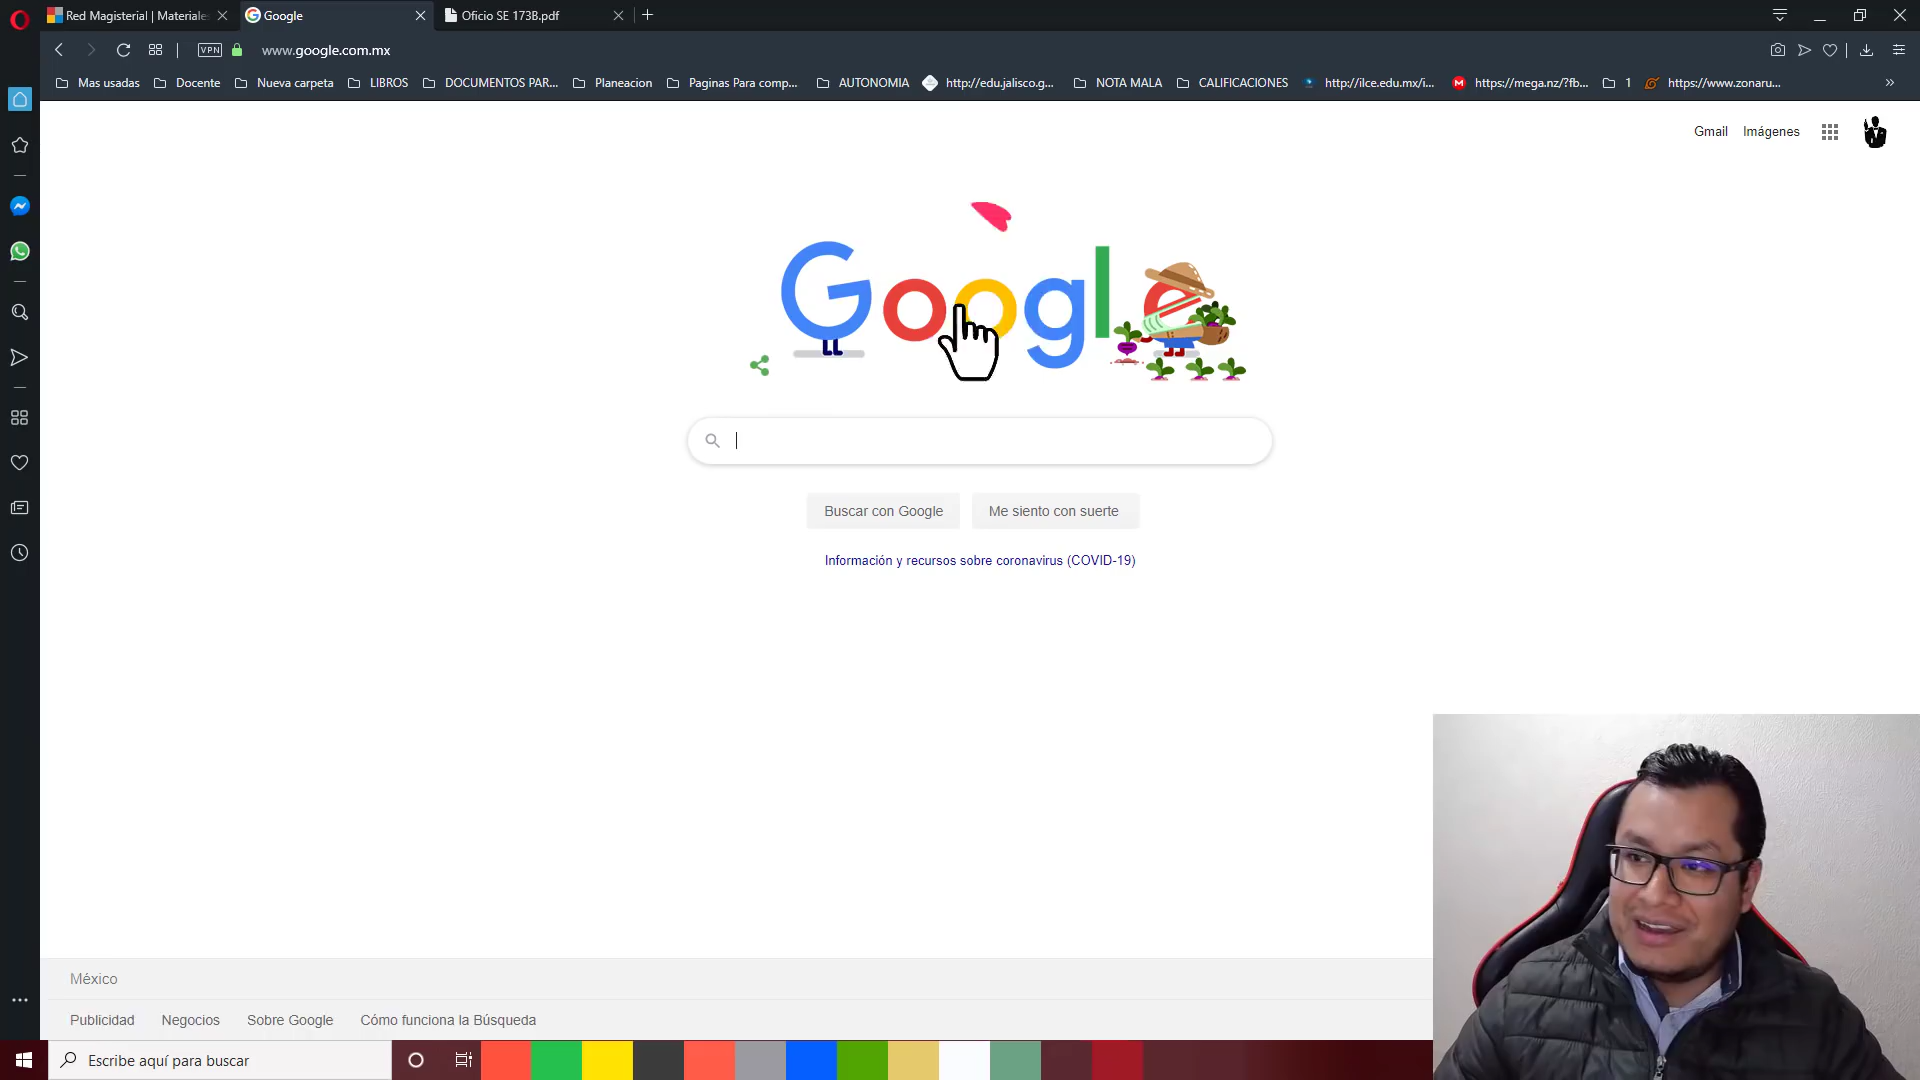 Red Magisterial | Materiale
Google
Oficio SE 173B.pdf
VPN
www.google.com.mx
Mas usadas
Docente
Nueva carpeta
LIBROS
DOCUMENTOS PAR...
Planeacion
Paginas Para comp...
AUTONOMIA
http://edu.jalisco.g...
NOTA MALA
CALIFICACIONES
http://ilce.edu.mx/i...
https://mega.nz/?fb...
1
https://www.zonaru...
Gmail
Imágenes
Google
Buscar con Google
Me siento con suerte
Información y recursos sobre coronavirus (COVID-19)
México
Publicidad
Negocios
Sobre Google
Cómo funciona la Búsqueda
Escribe aquí para buscar